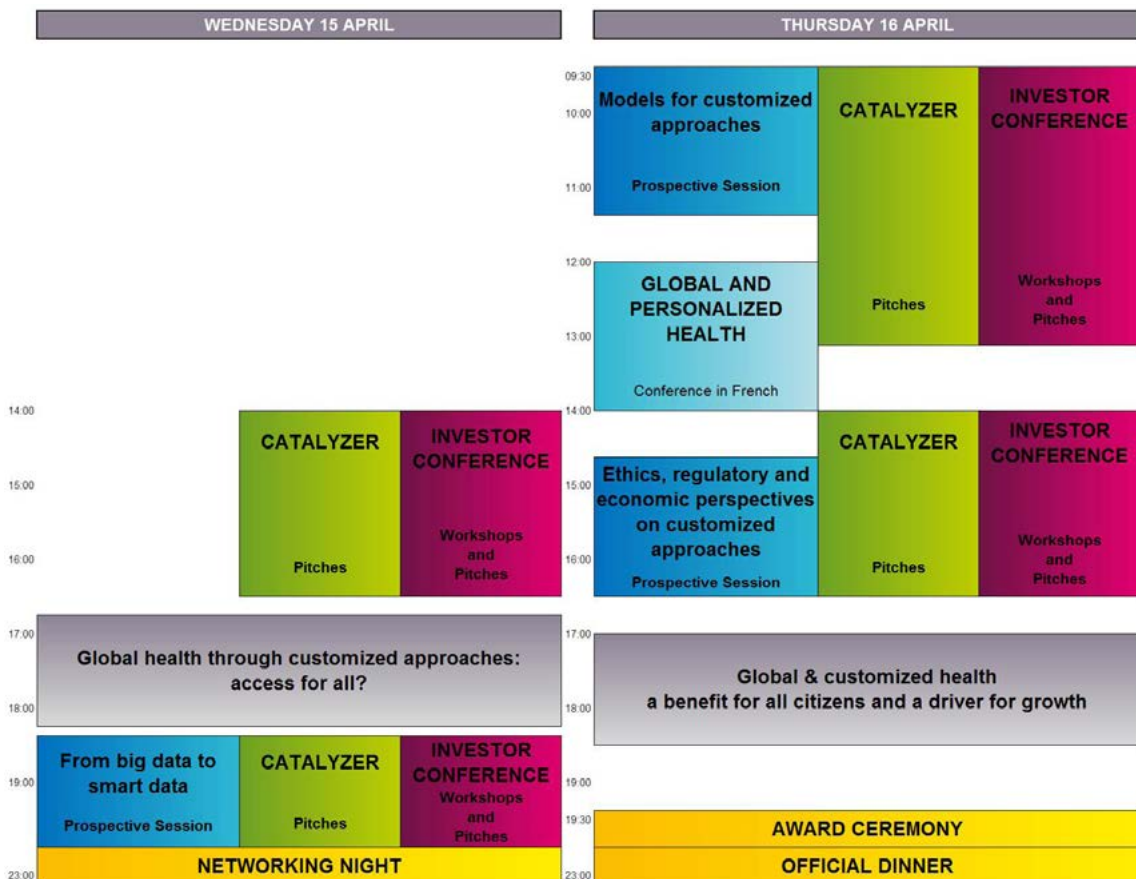 WEDNESDAY 15 APRIL
14:00
CATALYZER
Pitches
INVESTOR
CONFERENCE
Workshops
and
Pitches
15:00
16:00
17:00
Global health through customized approaches:
access for all?
18:00
From big data to
smart data
Prospective Session
CATALYZER
Pitches
INVESTOR
CONFERENCE
Workshops
and
Pitches
19:00
NETWORKING NIGHT
23:00
THURSDAY 16 APRIL
09:30
10:00
Models for customized
approaches
Prospective Session
11:00
CATALYZER
Pitches
INVESTOR
CONFERENCE
Workshops
and
Pitches
12:00
GLOBAL AND
PERSONALIZED
HEALTH
Conference in French
13:00
14:00
Ethics, regulatory and
economic perspectives
on customized
approaches
Prospective Session
CATALYZER
Pitches
INVESTOR
CONFERENCE
Workshops
and
Pitches
15:00
16:00
17:00
Global & customized health
a benefit for all citizens and a driver for growth
18:00
19:00
19:30
AWARD CEREMONY
OFFICIAL DINNER
23:00